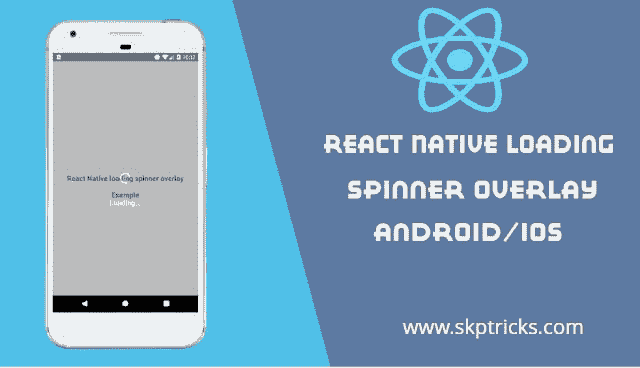 React Native loading spinner overlay
Example
Loading...
REACT NATIVE LOADING
SPINNER OVERLAY
ANDROID/IOS
www.skptricks.com